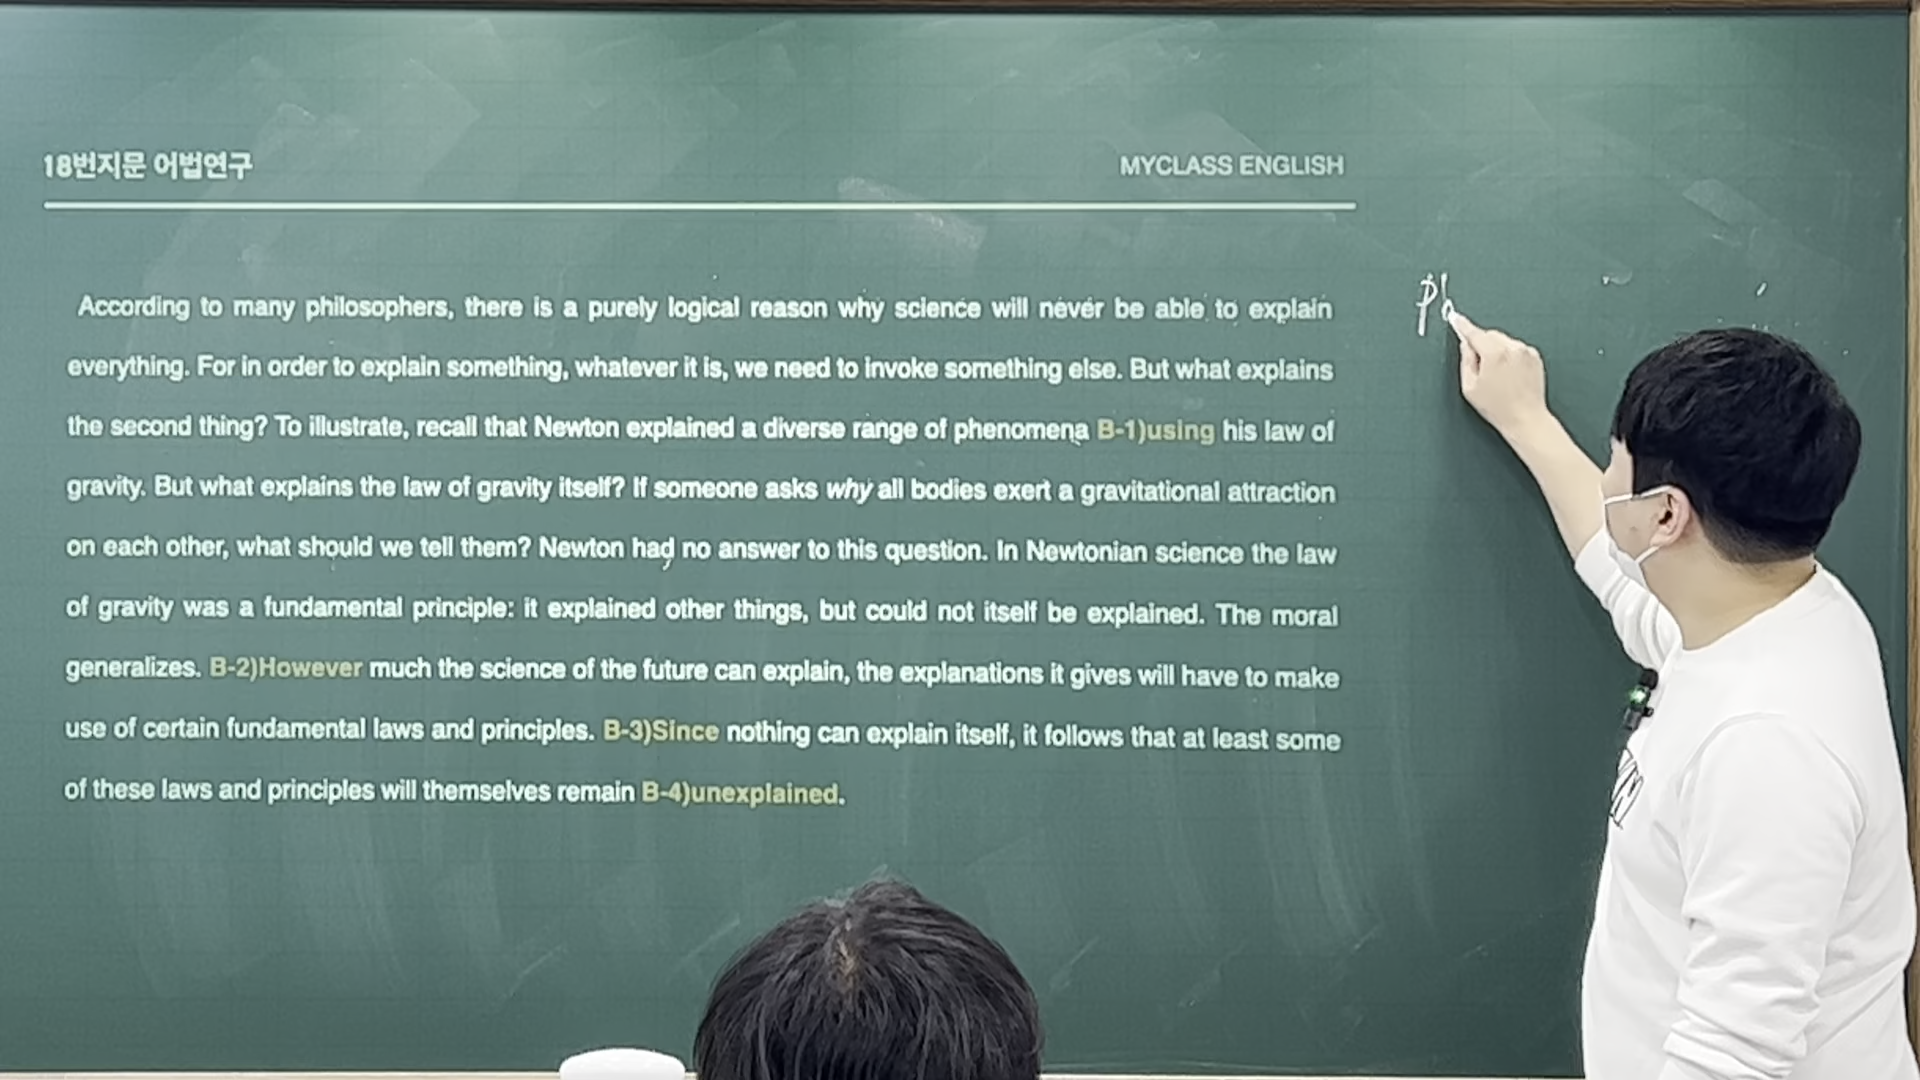 18번지문 어법연구
MYCLASS ENGLISH
According to many philosophers, there is a purely logical reason why science will never be able to explain
everything. For in order to explain something, whatever it is, we need to invoke something else. But what explains
the second thing? To illustrate, recall that Newton explained a diverse range of phenomena B-1)using his law of
gravity. But what explains the law of gravity itself? If someone asks why all bodies exert a gravitational attraction
on each other, what should we tell them? Newton had no answer to this question. In Newtonian science the law
of gravity was a fundamental principle: it explained other things, but could not itself be explained. The moral
generalizes. B-2)However much the science of the future can explain, the explanations it gives will have to make
use of certain fundamental laws and principles. B-3)Since nothing can explain itself, it follows that at least some
of these laws and principles will themselves remain B-4)unexplained.